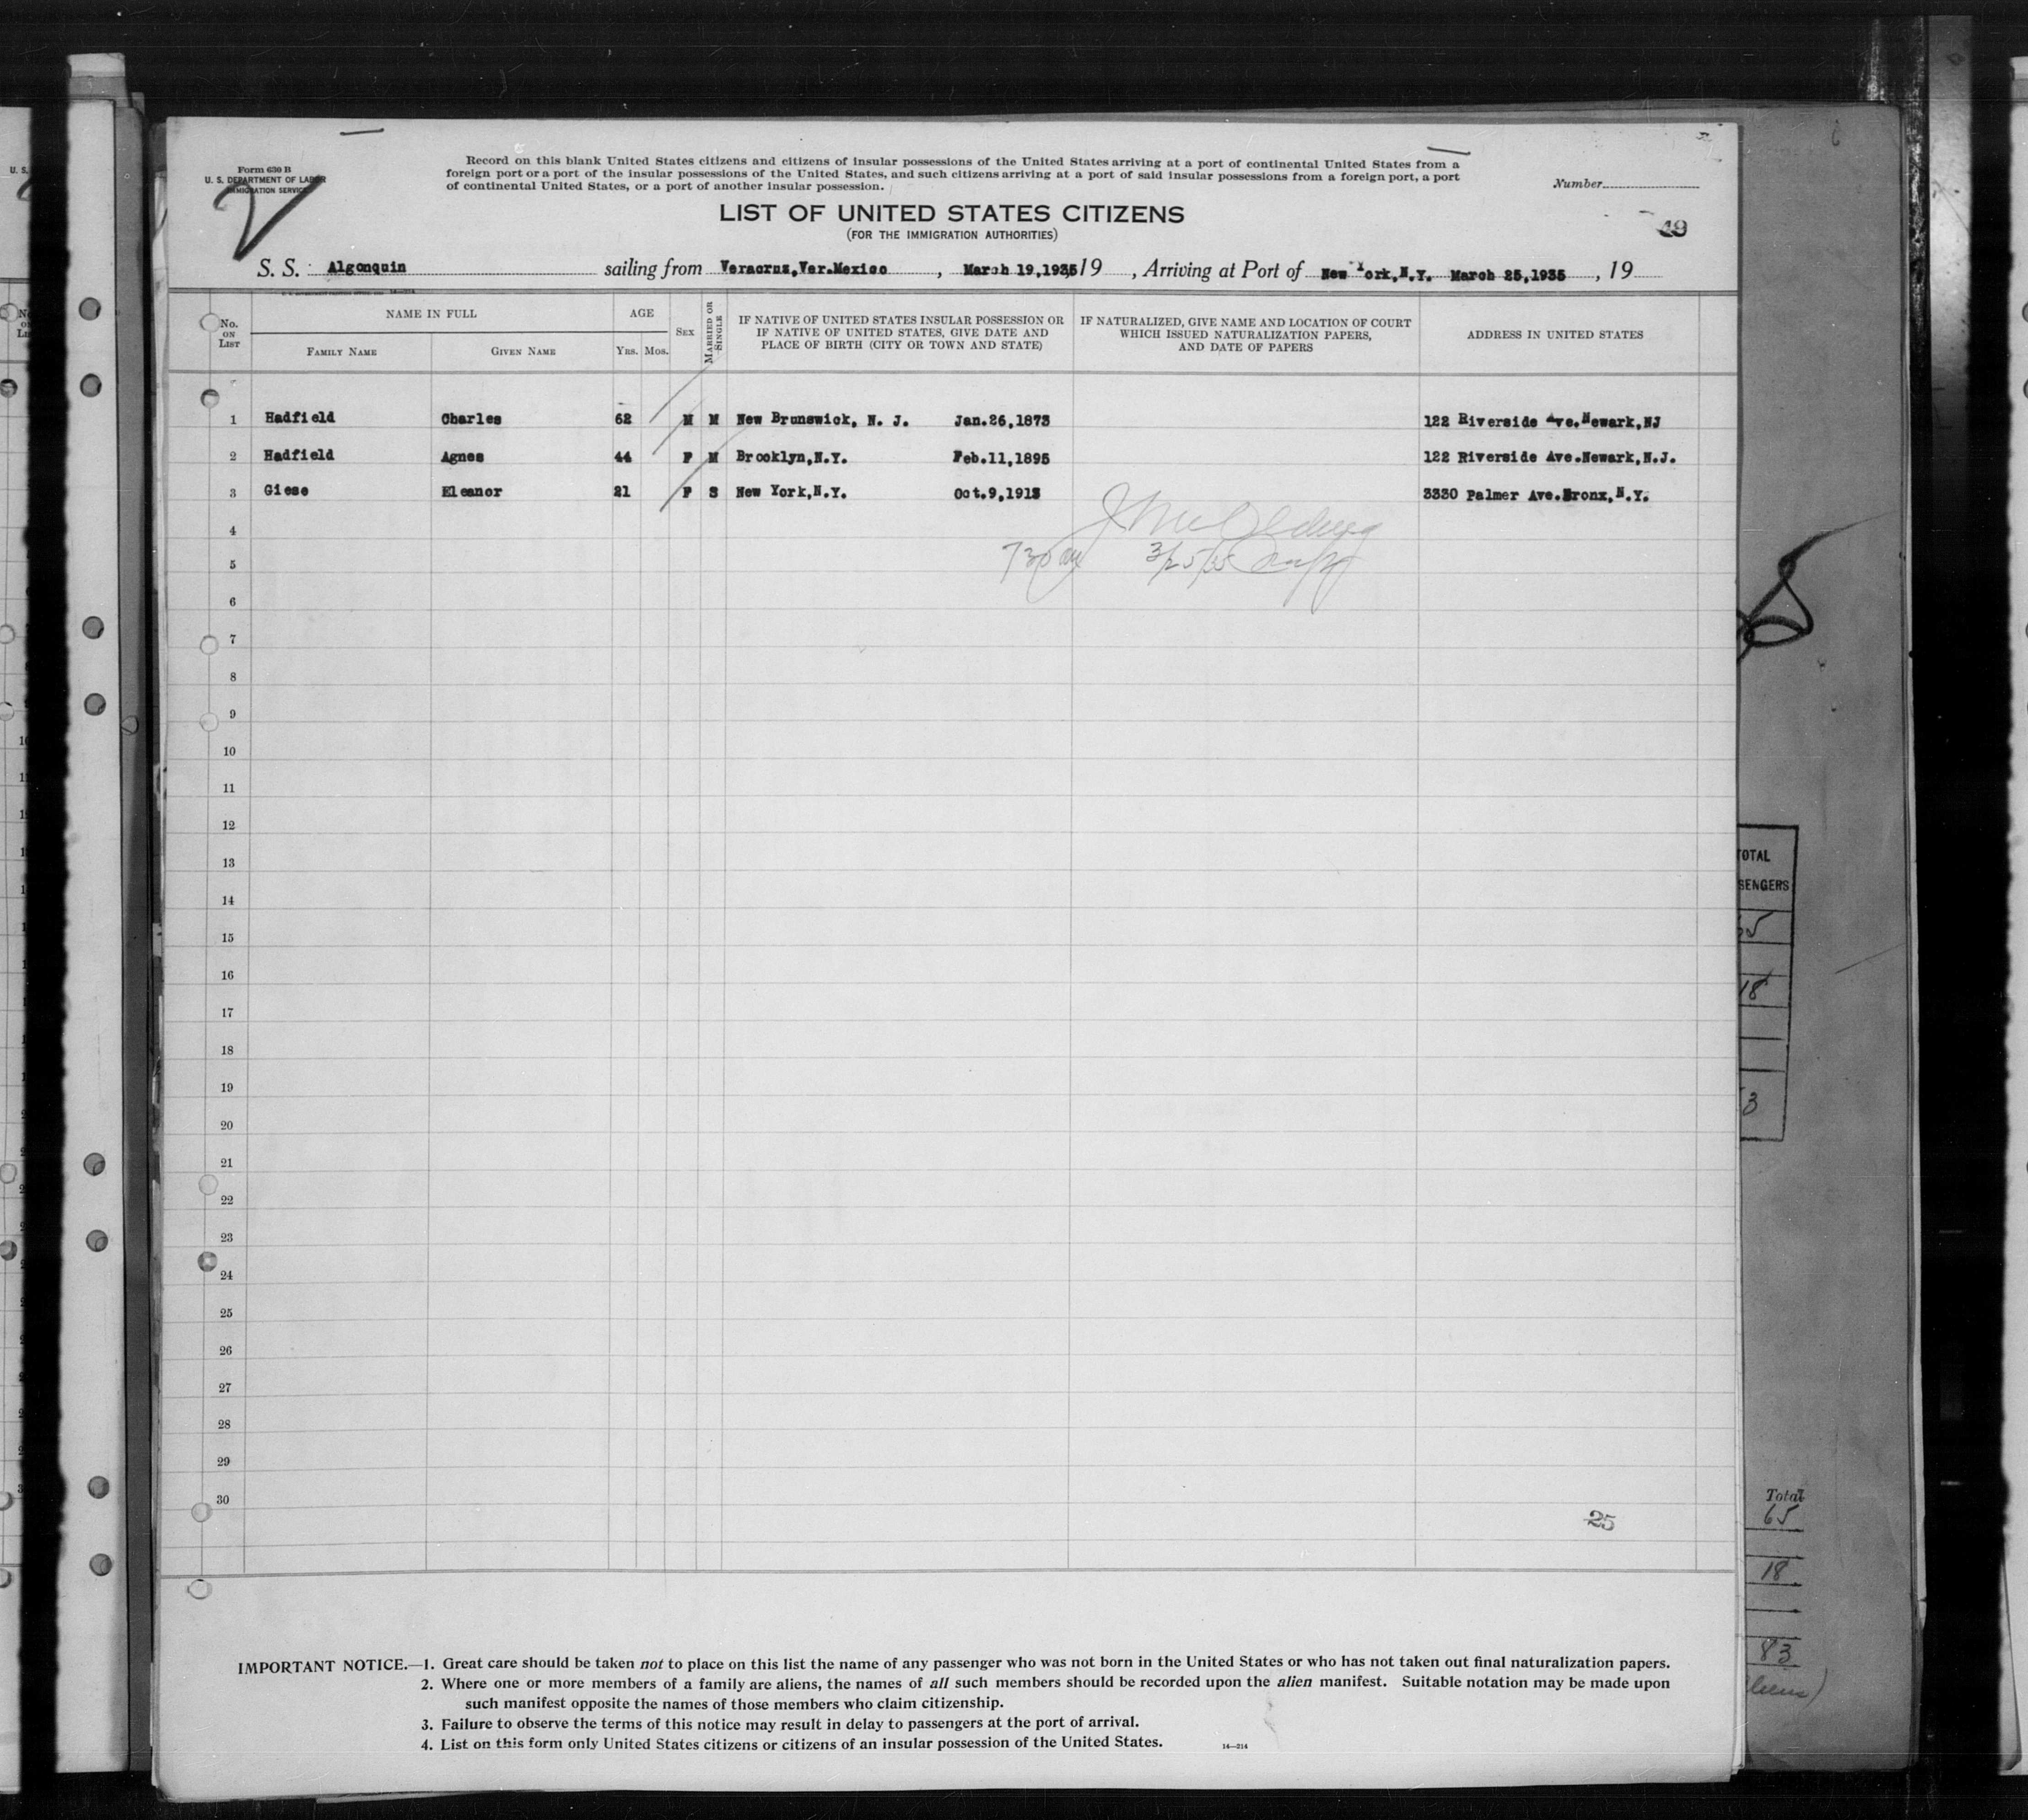 Form 630 B
U. S. DEPARTMENT OF LABOR
IMMIGRATION SERVICE
Record on this blank United States citizens and citizens of insular possessions of the United States arriving at a port of continental United States from a
foreign port or a port of the insular possessions of the United States, and such citizens arriving at a port of said insular possessions from a foreign port, a port
of continental United States, or a port of another insular possession.
Number
LIST OF UNITED STATES CITIZENS
(FOR THE IMMIGRATION AUTHORITIES)
49
S. S. Algonquin sailing from Veracruz,Ver.Mexico , March 19,1935 19 , Arriving at Port of New York,N.Y. March 25,1935 , 19
No. ON LIST NAME IN FULL FAMILY NAME GIVEN NAME AGE YRS. MOS. SEX MARRIED OR SINGLE IF NATIVE OF UNITED STATES INSULAR POSSESSION OR IF NATIVE OF UNITED STATES, GIVE DATE AND PLACE OF BIRTH (CITY OR TOWN AND STATE) IF NATURALIZED, GIVE NAME AND LOCATION OF COURT WHICH ISSUED NATURALIZATION PAPERS, AND DATE OF PAPERS ADDRESS IN UNITED STATES
1 Hadfield Charles 62 M M New Brunswick, N. J. Jan.26,1873 122 Riverside Ave.Newark,NJ
2 Hadfield Agnes 44 F M Brooklyn,N.Y. Feb.11,1895 122 Riverside Ave.Newark,N.J.
3 Giese Eleanor 21 F S New York,N.Y. Oct.9,1913 3330 Palmer Ave.Bronx,N.Y.
4
5 730 am 3/25/35
6
7
8
9
10
11
12
13
14
15
16
17
18
19
20
21
22
23
24
25
26
27
28
29
30
25
IMPORTANT NOTICE.—1. Great care should be taken not to place on this list the name of any passenger who was not born in the United States or who has not taken out final naturalization papers.
2. Where one or more members of a family are aliens, the names of all such members should be recorded upon the alien manifest. Suitable notation may be made upon
such manifest opposite the names of those members who claim citizenship.
3. Failure to observe the terms of this notice may result in delay to passengers at the port of arrival.
4. List on this form only United States citizens or citizens of an insular possession of the United States.
14—214
TOTAL
Total
65
18
83